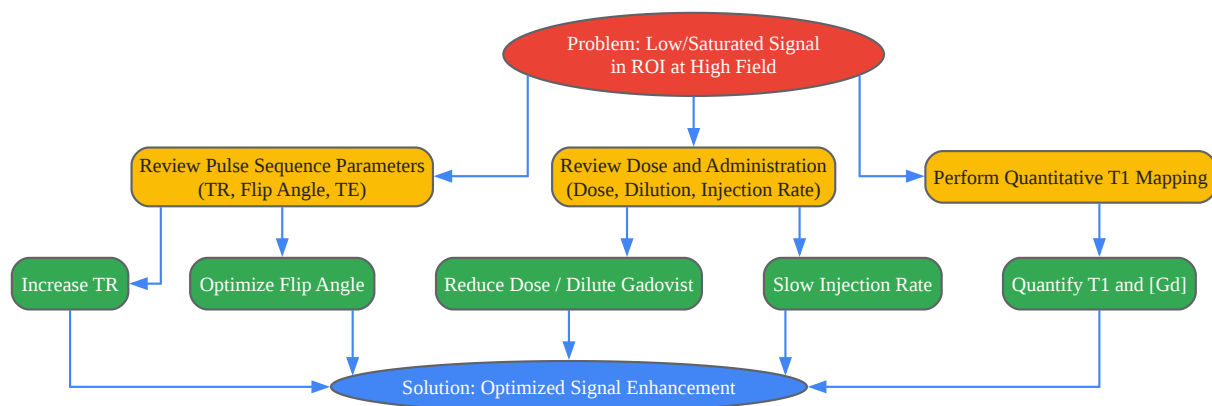 Problem: Low/Saturated Signal
in ROI at High Field
Review Pulse Sequence Parameters
(TR, Flip Angle, TE)
Review Dose and Administration
(Dose, Dilution, Injection Rate)
Perform Quantitative T1 Mapping
Increase TR
Optimize Flip Angle
Reduce Dose / Dilute Gadovist
Slow Injection Rate
Quantify T1 and [Gd]
Solution: Optimized Signal Enhancement